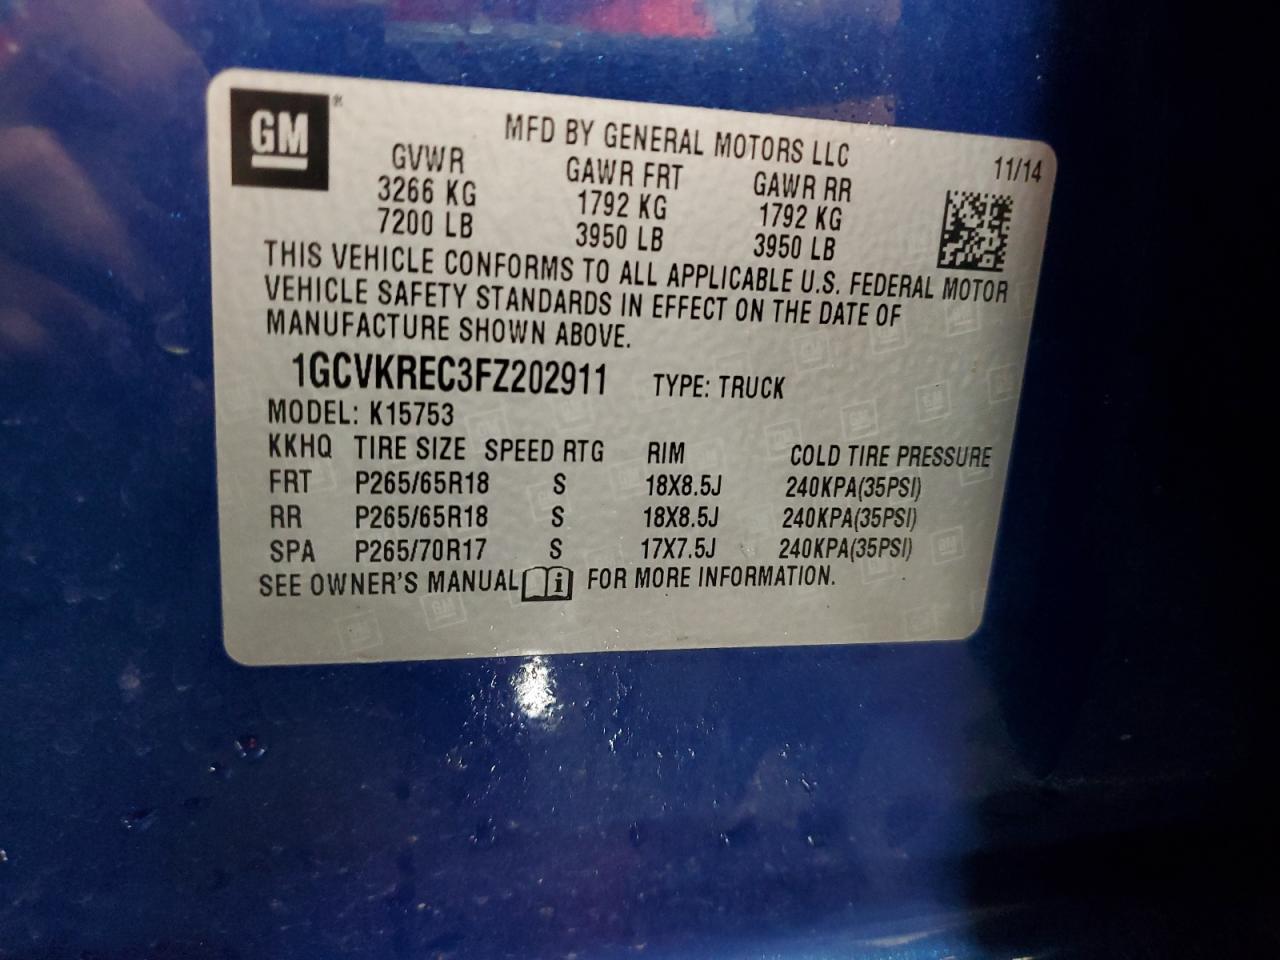 GM®
MFD BY GENERAL MOTORS LLC
11/14
GVWR GAWR FRT GAWR RR
3266 KG 1792 KG 1792 KG
7200 LB 3950 LB 3950 LB
THIS VEHICLE CONFORMS TO ALL APPLICABLE U.S. FEDERAL MOTOR
VEHICLE SAFETY STANDARDS IN EFFECT ON THE DATE OF
MANUFACTURE SHOWN ABOVE.
1GCVKREC3FZ202911 TYPE: TRUCK
MODEL: K15753
KKHQ TIRE SIZE SPEED RTG RIM COLD TIRE PRESSURE
FRT P265/65R18 S 18X8.5J 240KPA(35PSI)
RR P265/65R18 S 18X8.5J 240KPA(35PSI)
SPA P265/70R17 S 17X7.5J 240KPA(35PSI)
SEE OWNER'S MANUAL i FOR MORE INFORMATION.